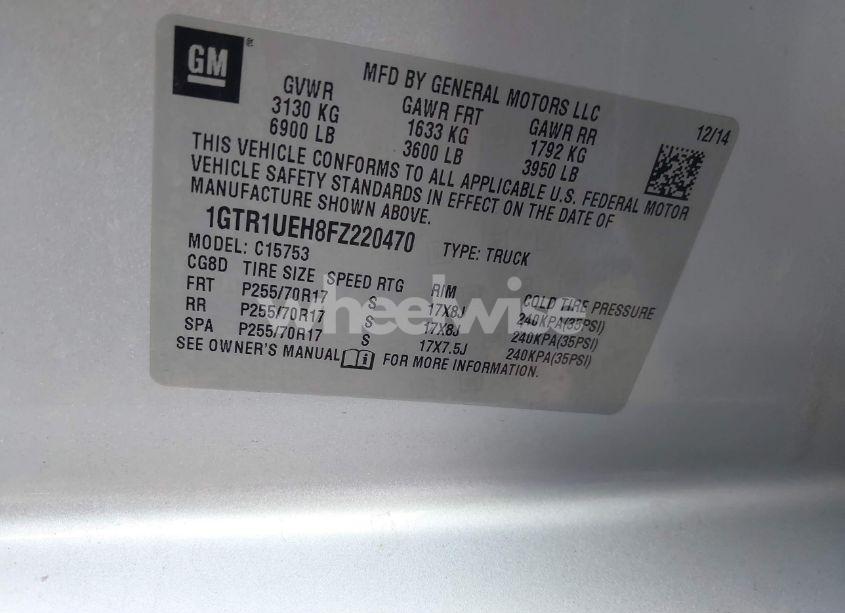 GM
MFD BY GENERAL MOTORS LLC
GVWR GAWR FRT GAWR RR 12/14
3130 KG 1633 KG 1792 KG
6900 LB 3600 LB 3950 LB
THIS VEHICLE CONFORMS TO ALL APPLICABLE U.S. FEDERAL MOTOR
VEHICLE SAFETY STANDARDS IN EFFECT ON THE DATE OF
MANUFACTURE SHOWN ABOVE.
1GTR1UEH8FZ220470 TYPE: TRUCK
MODEL: C15753
CG8D TIRE SIZE SPEED RTG RIM COLD TIRE PRESSURE
FRT P255/70R17 S 17X8J 240KPA(35PSI)
RR P255/70R17 S 17X8J 240KPA(35PSI)
SPA P255/70R17 S 17X7.5J 240KPA(35PSI)
SEE OWNER'S MANUAL FOR MORE INFORMATION.
wheelwise